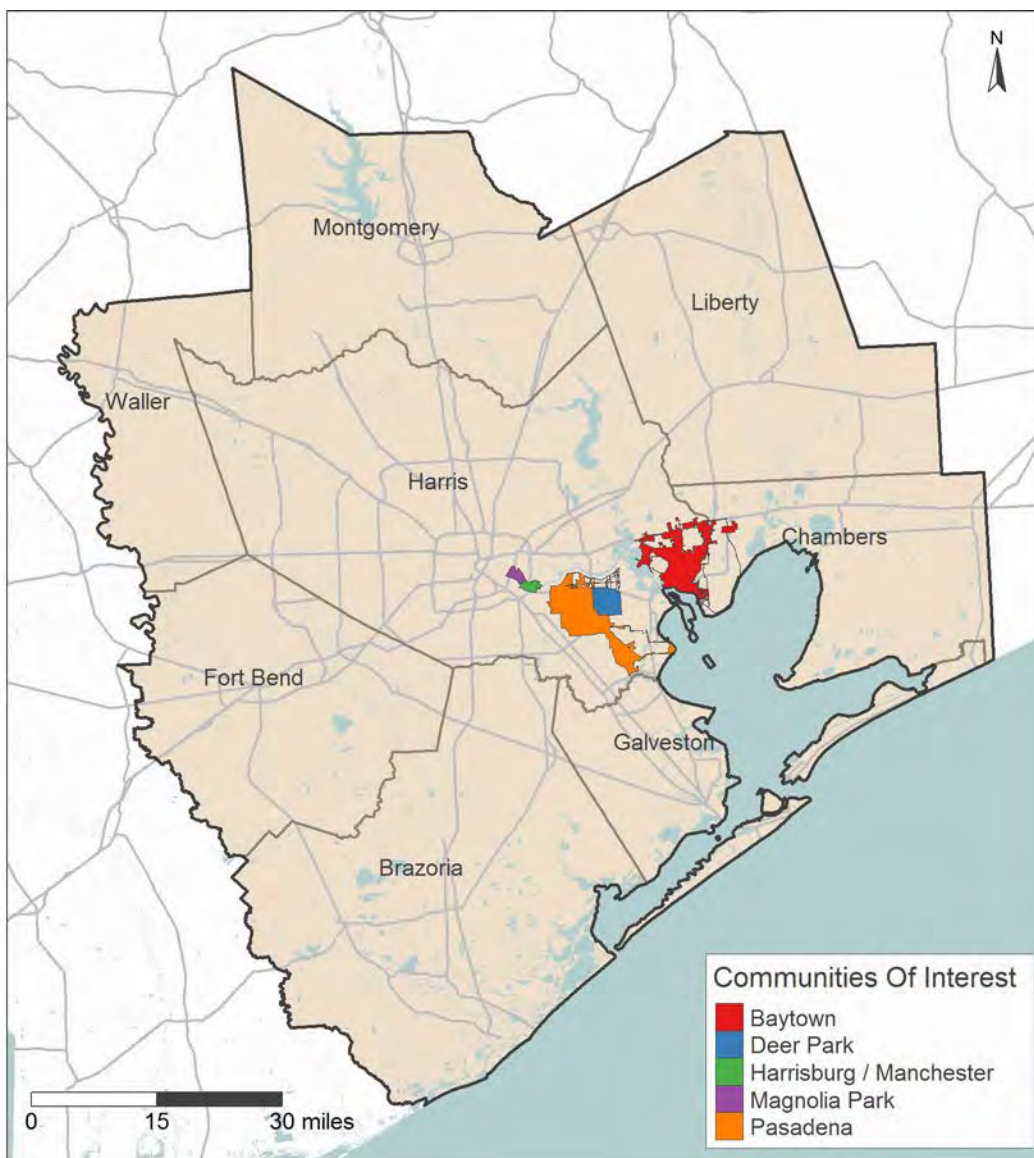 N
Montgomery
Liberty
Waller
Harris
Chambers
Fort Bend
Galveston
Brazoria
Communities Of Interest
Baytown
Deer Park
Harrisburg / Manchester
Magnolia Park
Pasadena
0 15 30 miles